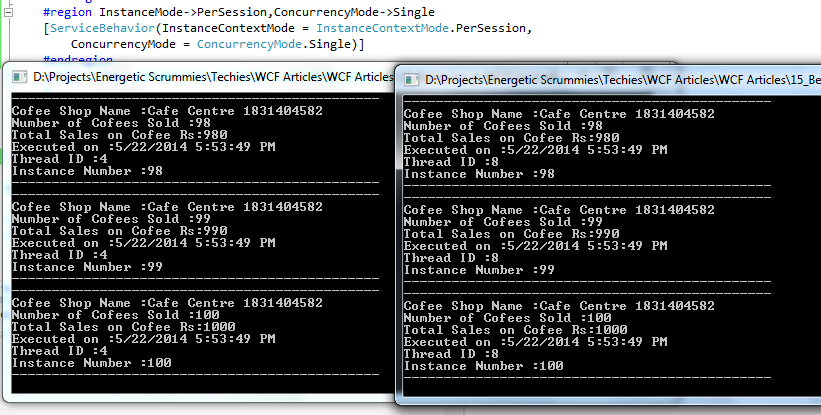 #region InstanceMode->PerSession,ConcurrencyMode->Single
[ServiceBehavior(InstanceContextMode = InstanceContextMode.PerSession,
ConcurrencyMode = ConcurrencyMode.Single)]
#endregion
D:\Projects\Energetic Scrummies\Techies\WCF Articles\WCF Articles
Cofee Shop Name :Cafe Centre 1831404582
Number of Cofees Sold :98
Total Sales on Cofee Rs:980
Executed on :5/22/2014 5:53:49 PM
Thread ID :4
Instance Number :98
Cofee Shop Name :Cafe Centre 1831404582
Number of Cofees Sold :99
Total Sales on Cofee Rs:990
Executed on :5/22/2014 5:53:49 PM
Thread ID :4
Instance Number :99
Cofee Shop Name :Cafe Centre 1831404582
Number of Cofees Sold :100
Total Sales on Cofee Rs:1000
Executed on :5/22/2014 5:53:49 PM
Thread ID :4
Instance Number :100
D:\Projects\Energetic Scrummies\Techies\WCF Articles\WCF Articles\15_Be
Cofee Shop Name :Cafe Centre 1831404582
Number of Cofees Sold :98
Total Sales on Cofee Rs:980
Executed on :5/22/2014 5:53:49 PM
Thread ID :8
Instance Number :98
Cofee Shop Name :Cafe Centre 1831404582
Number of Cofees Sold :99
Total Sales on Cofee Rs:990
Executed on :5/22/2014 5:53:49 PM
Thread ID :8
Instance Number :99
Cofee Shop Name :Cafe Centre 1831404582
Number of Cofees Sold :100
Total Sales on Cofee Rs:1000
Executed on :5/22/2014 5:53:49 PM
Thread ID :8
Instance Number :100